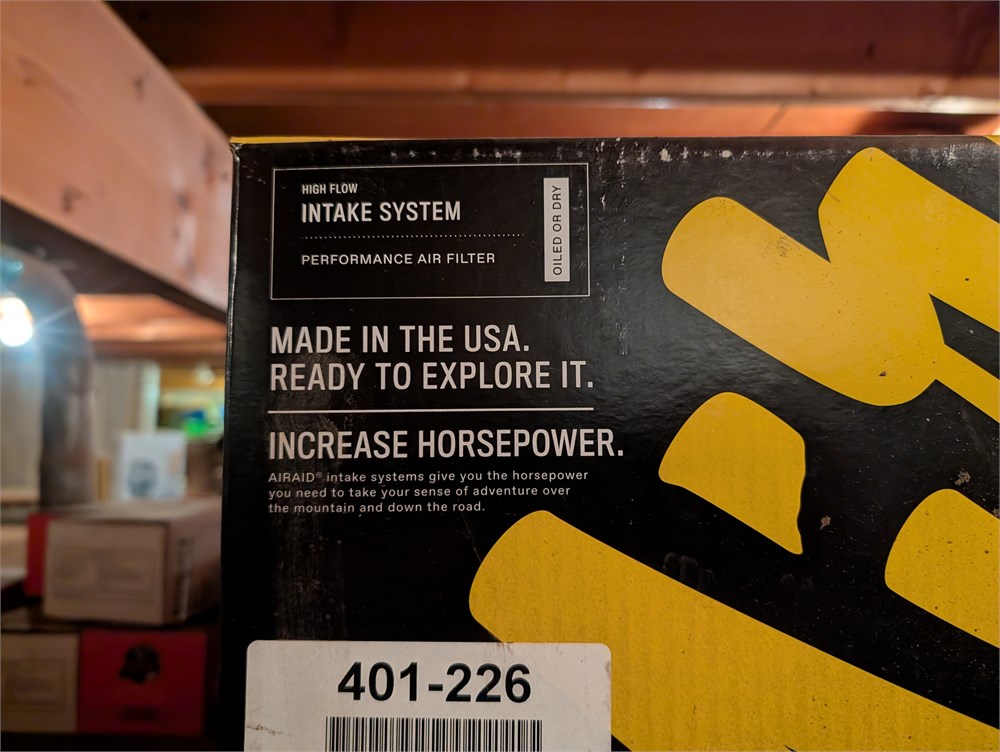 HIGH FLOW
INTAKE SYSTEM
PERFORMANCE AIR FILTER
OILED OR DRY
MADE IN THE USA.
READY TO EXPLORE IT.
INCREASE HORSEPOWER.
AIRAID® intake systems give you the horsepower
you need to take your sense of adventure over
the mountain and down the road.
401-226